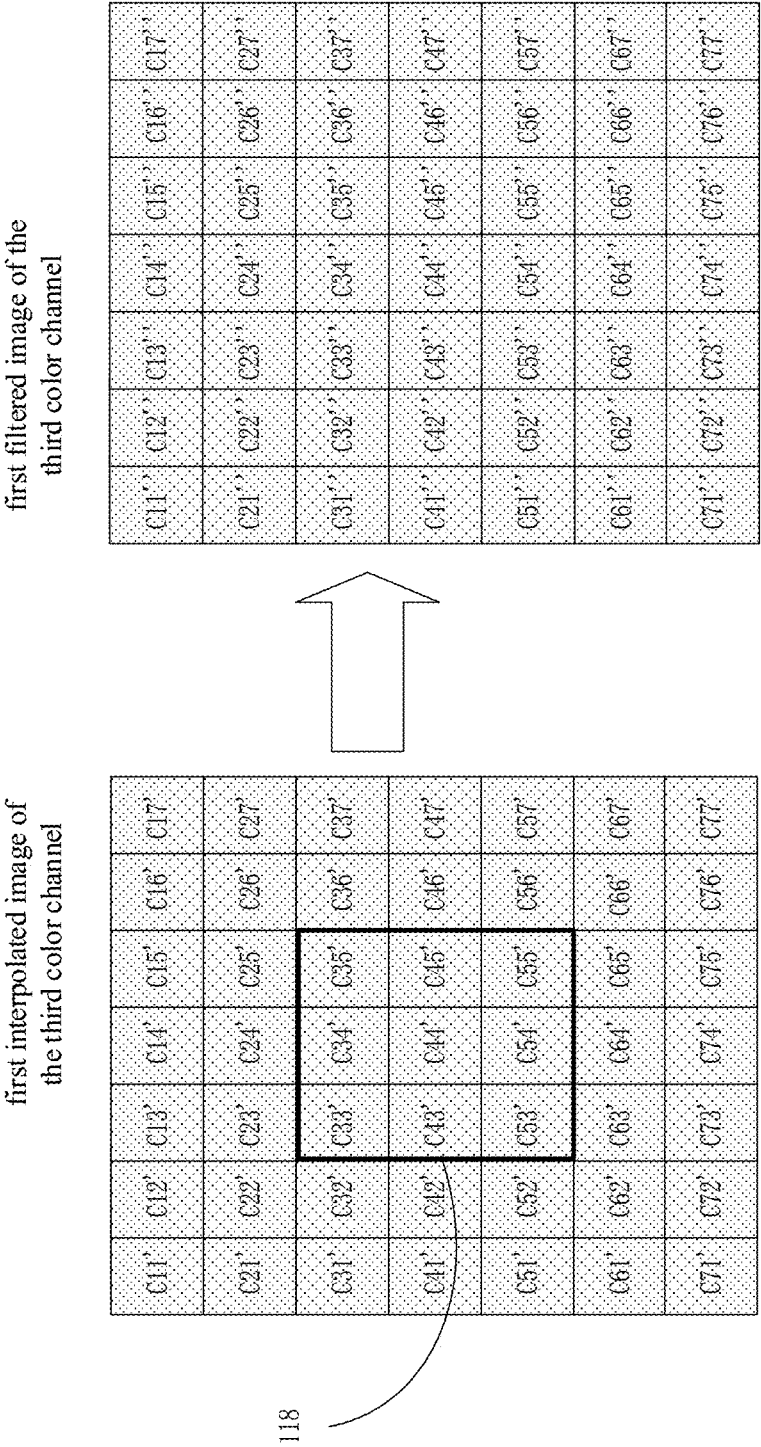 first interpolated image of
the third color channel
C11' C12' C13' C14' C15' C16' C17'
C21' C22' C23' C24' C25' C26' C27'
C31' C32' C33' C34' C35' C36' C37'
C41' C42' C43' C44' C45' C46' C47'
C51' C52' C53' C54' C55' C56' C57'
C61' C62' C63' C64' C65' C66' C67'
C71' C72' C73' C74' C75' C76' C77'
118
first filtered image of the
third color channel
C11'' C12'' C13'' C14'' C15'' C16'' C17''
C21'' C22'' C23'' C24'' C25'' C26'' C27''
C31'' C32'' C33'' C34'' C35'' C36'' C37''
C41'' C42'' C43'' C44'' C45'' C46'' C47''
C51'' C52'' C53'' C54'' C55'' C56'' C57''
C61'' C62'' C63'' C64'' C65'' C66'' C67''
C71'' C72'' C73'' C74'' C75'' C76'' C77''